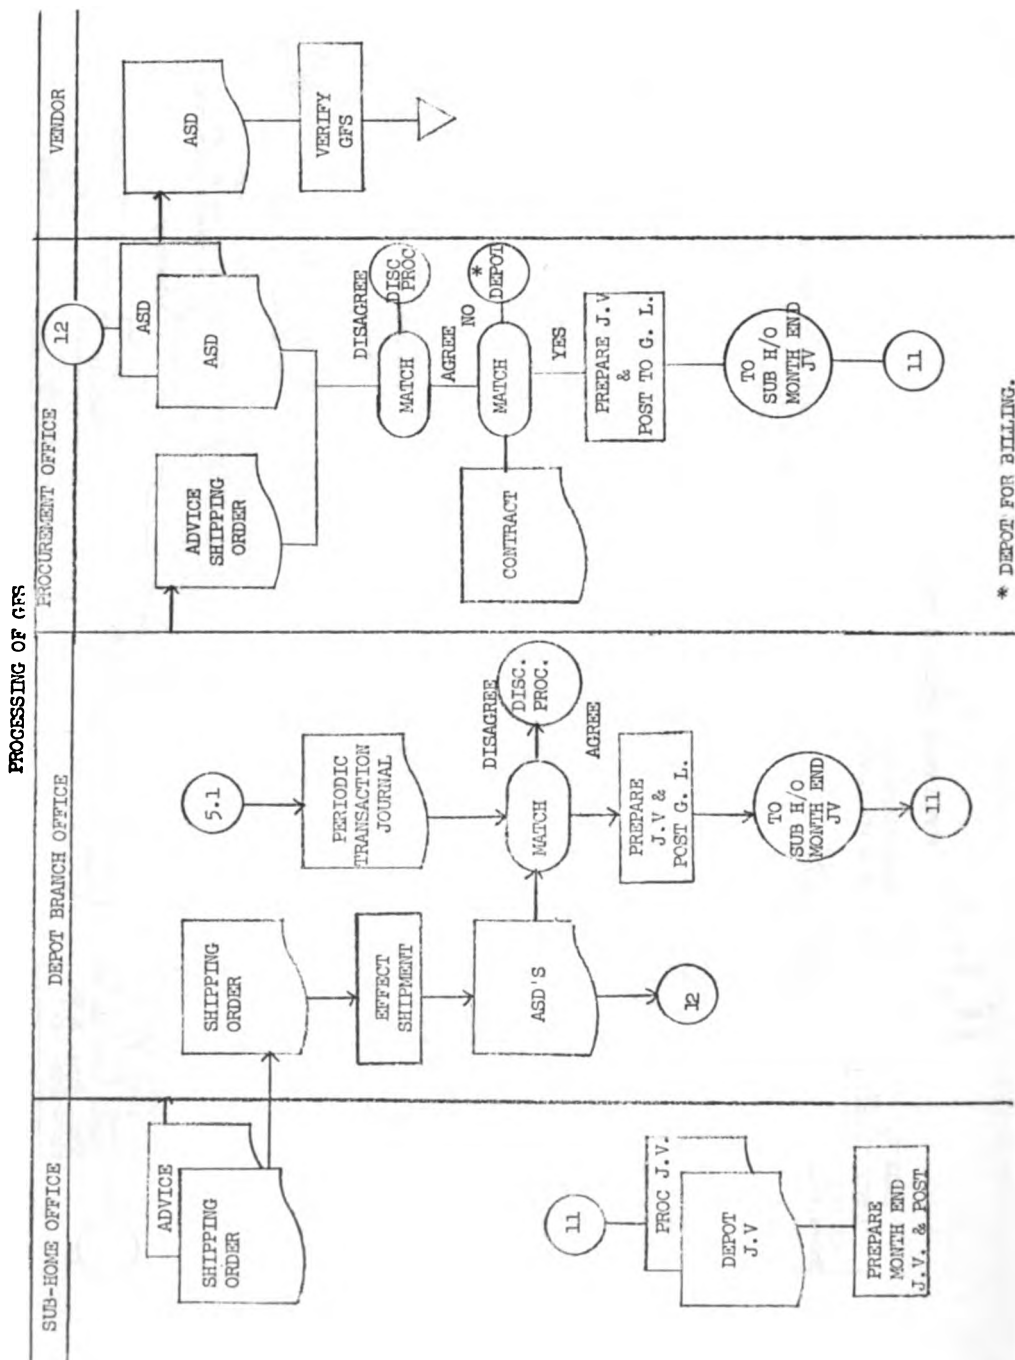 PROCESSING OF GFS
SUB-HOME OFFICE
DEPOT BRANCH OFFICE
PROCUREMENT OFFICE
VENDOR
ADVICE
SHIPPING
ORDER
11
PROC J.V.
DEPOT
J.V
PREPARE
MONTH END
J.V. & POST
SHIPPING
ORDER
EFFECT
SHIPMENT
ASD'S
12
5.1
PERIODIC
TRANSACTION
JOURNAL
MATCH
DISAGREE
DISC.
PROC.
AGREE
PREPARE
J.V &
POST G. L.
TO
SUB H/O
MONTH END
JV
11
ADVICE
SHIPPING
ORDER
12
ASD
ASD
MATCH
DISAGREE
DISC
PROC
AGREE
CONTRACT
MATCH
NO
*
DEPOT
YES
PREPARE J.V
&
POST TO G. L.
TO
SUB H/O
MONTH END
JV
11
ASD
VERIFY
GFS
* DEPOT FOR BILLING.